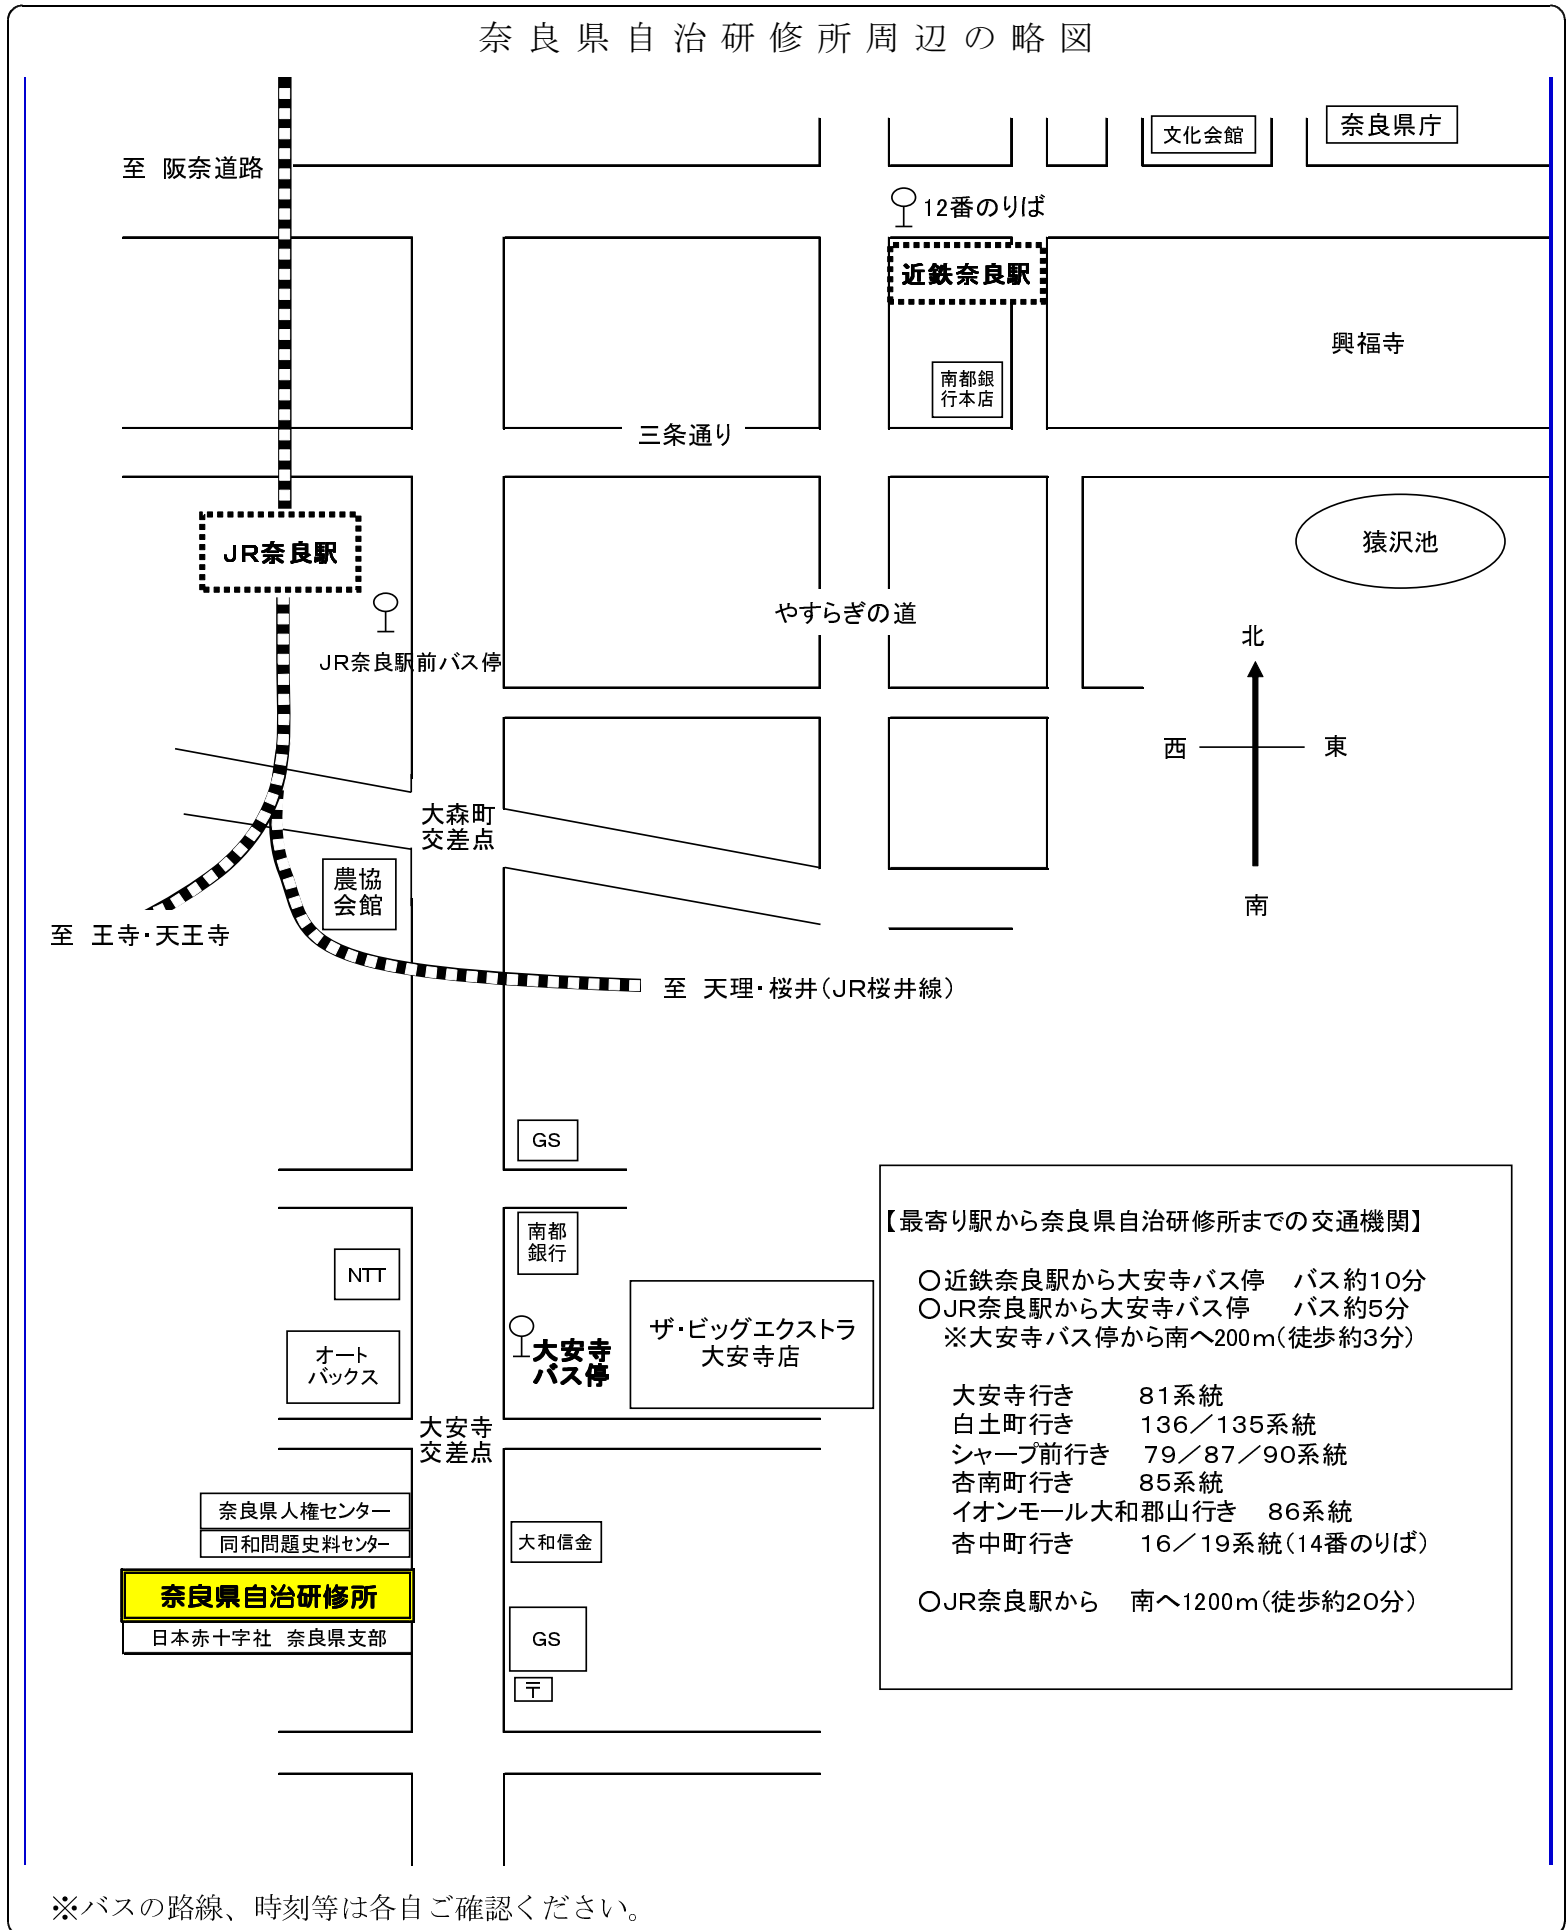 奈良県自治研修所周辺の略図
文化会館
奈良県庁
至 阪奈道路
12番のりば
近鉄奈良駅
興福寺
南都銀
行本店
三条通り
JR奈良駅
猿沢池
やすらぎの道
JR奈良駅前バス停
北
西
東
南
大森町
交差点
農協
会館
至 王寺・天王寺
至 天理・桜井（JR桜井線）
GS
南都
銀行
NTT
オート
バックス
大安寺
バス停
ザ・ビッグエクストラ
大安寺店
大安寺
交差点
奈良県人権センター
同和問題史料センター
奈良県自治研修所
日本赤十字社 奈良県支部
大和信金
GS
〒
【最寄り駅から奈良県自治研修所までの交通機関】
○近鉄奈良駅から大安寺バス停 バス約10分
○JR奈良駅から大安寺バス停 バス約5分
※大安寺バス停から南へ200m（徒歩約3分）
大安寺行き 81系統
白土町行き 136／135系統
シャープ前行き 79／87／90系統
杏南町行き 85系統
イオンモール大和郡山行き 86系統
杏中町行き 16／19系統（14番のりば）
○JR奈良駅から 南へ1200m（徒歩約20分）
※バスの路線、時刻等は各自ご確認ください。